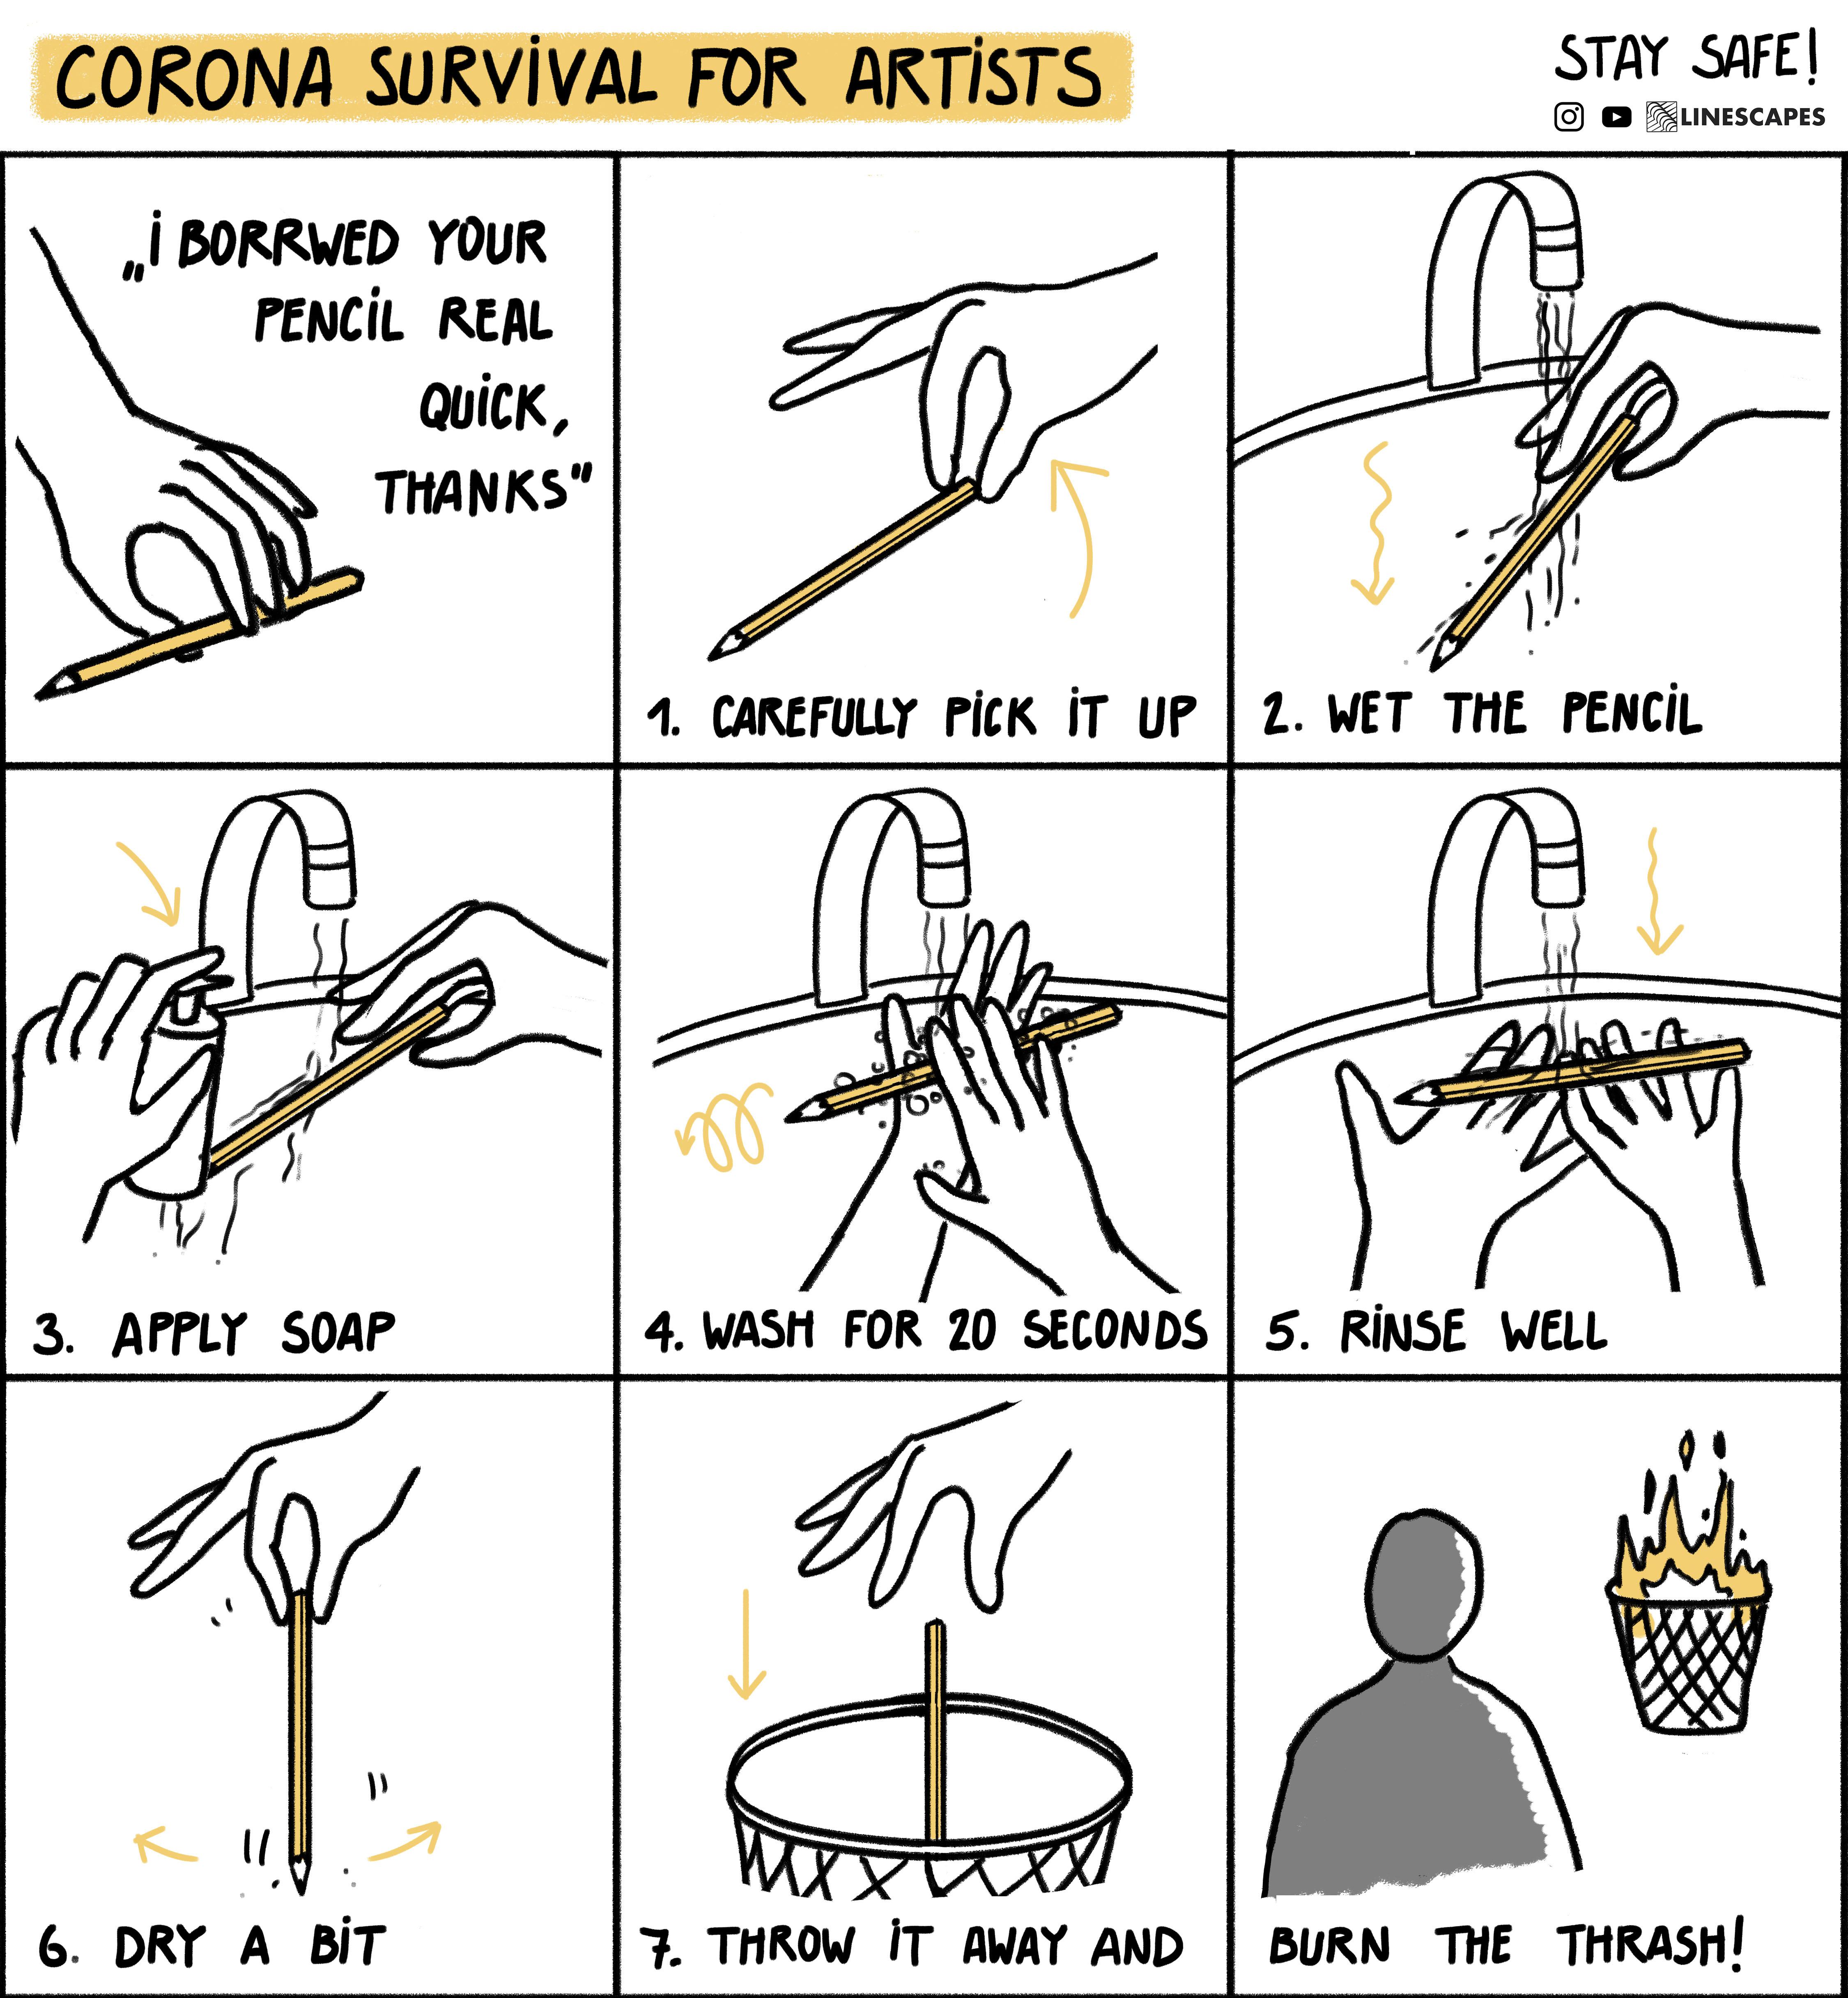 CORONA SURVIVAL FOR ARTISTS
STAY SAFE!
LINESCAPES
„I BORRWED YOUR
PENCIL REAL
QUICK,
THANKS"
1. CAREFULLY PICK IT UP
2. WET THE PENCIL
3. APPLY SOAP
4. WASH FOR 20 SECONDS
5. RINSE WELL
6. DRY A BIT
7. THROW IT AWAY AND
BURN THE THRASH!